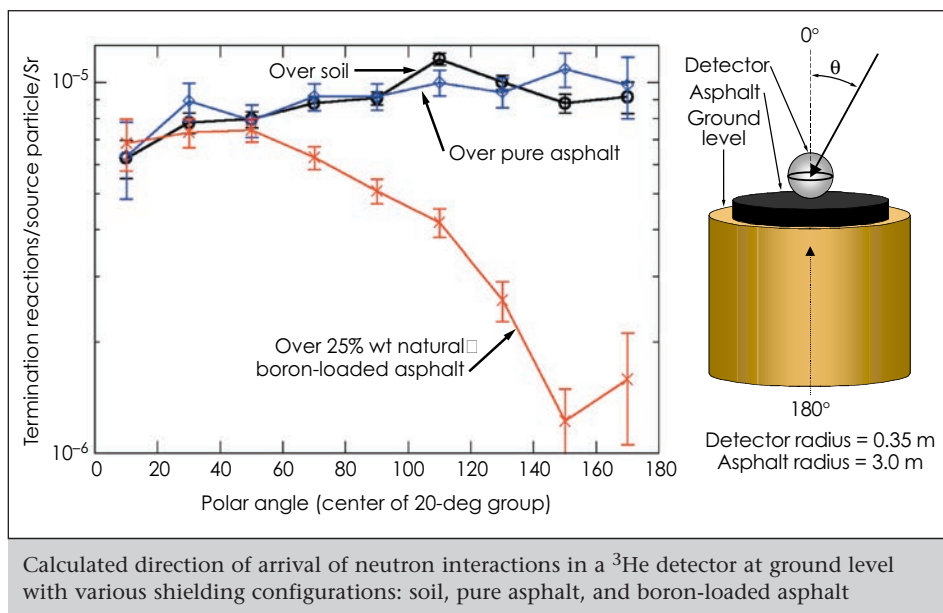 Termination reactions/source particle/Sr
10⁻⁵
10⁻⁶
Over soil
Over pure asphalt
Over 25% wt natural□
boron-loaded asphalt
0 20 40 60 80 100 120 140 160 180
Polar angle (center of 20-deg group)
0°
θ
Detector
Asphalt
Ground
level
180°
Detector radius = 0.35 m
Asphalt radius = 3.0 m
Calculated direction of arrival of neutron interactions in a ³He detector at ground level
with various shielding configurations: soil, pure asphalt, and boron-loaded asphalt